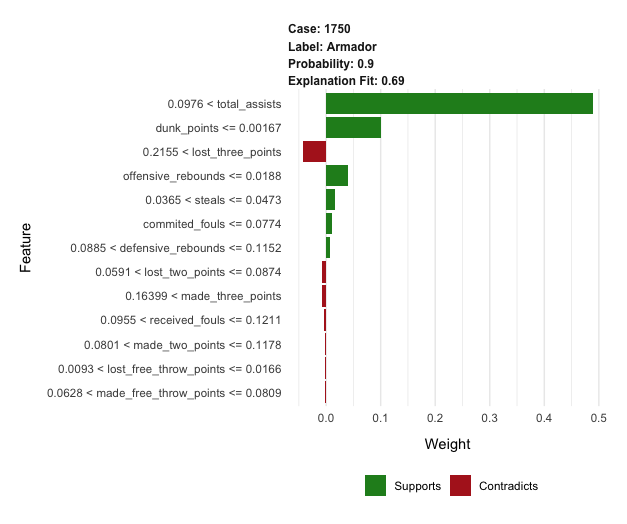 Case: 1750
Label: Armador
Probability: 0.9
Explanation Fit: 0.69
Feature
0.0976 < total_assists
dunk_points <= 0.00167
0.2155 < lost_three_points
offensive_rebounds <= 0.0188
0.0365 < steals <= 0.0473
commited_fouls <= 0.0774
0.0885 < defensive_rebounds <= 0.1152
0.0591 < lost_two_points <= 0.0874
0.16399 < made_three_points
0.0955 < received_fouls <= 0.1211
0.0801 < made_two_points <= 0.1178
0.0093 < lost_free_throw_points <= 0.0166
0.0628 < made_free_throw_points <= 0.0809
0.0 0.1 0.2 0.3 0.4 0.5
Weight
Supports Contradicts